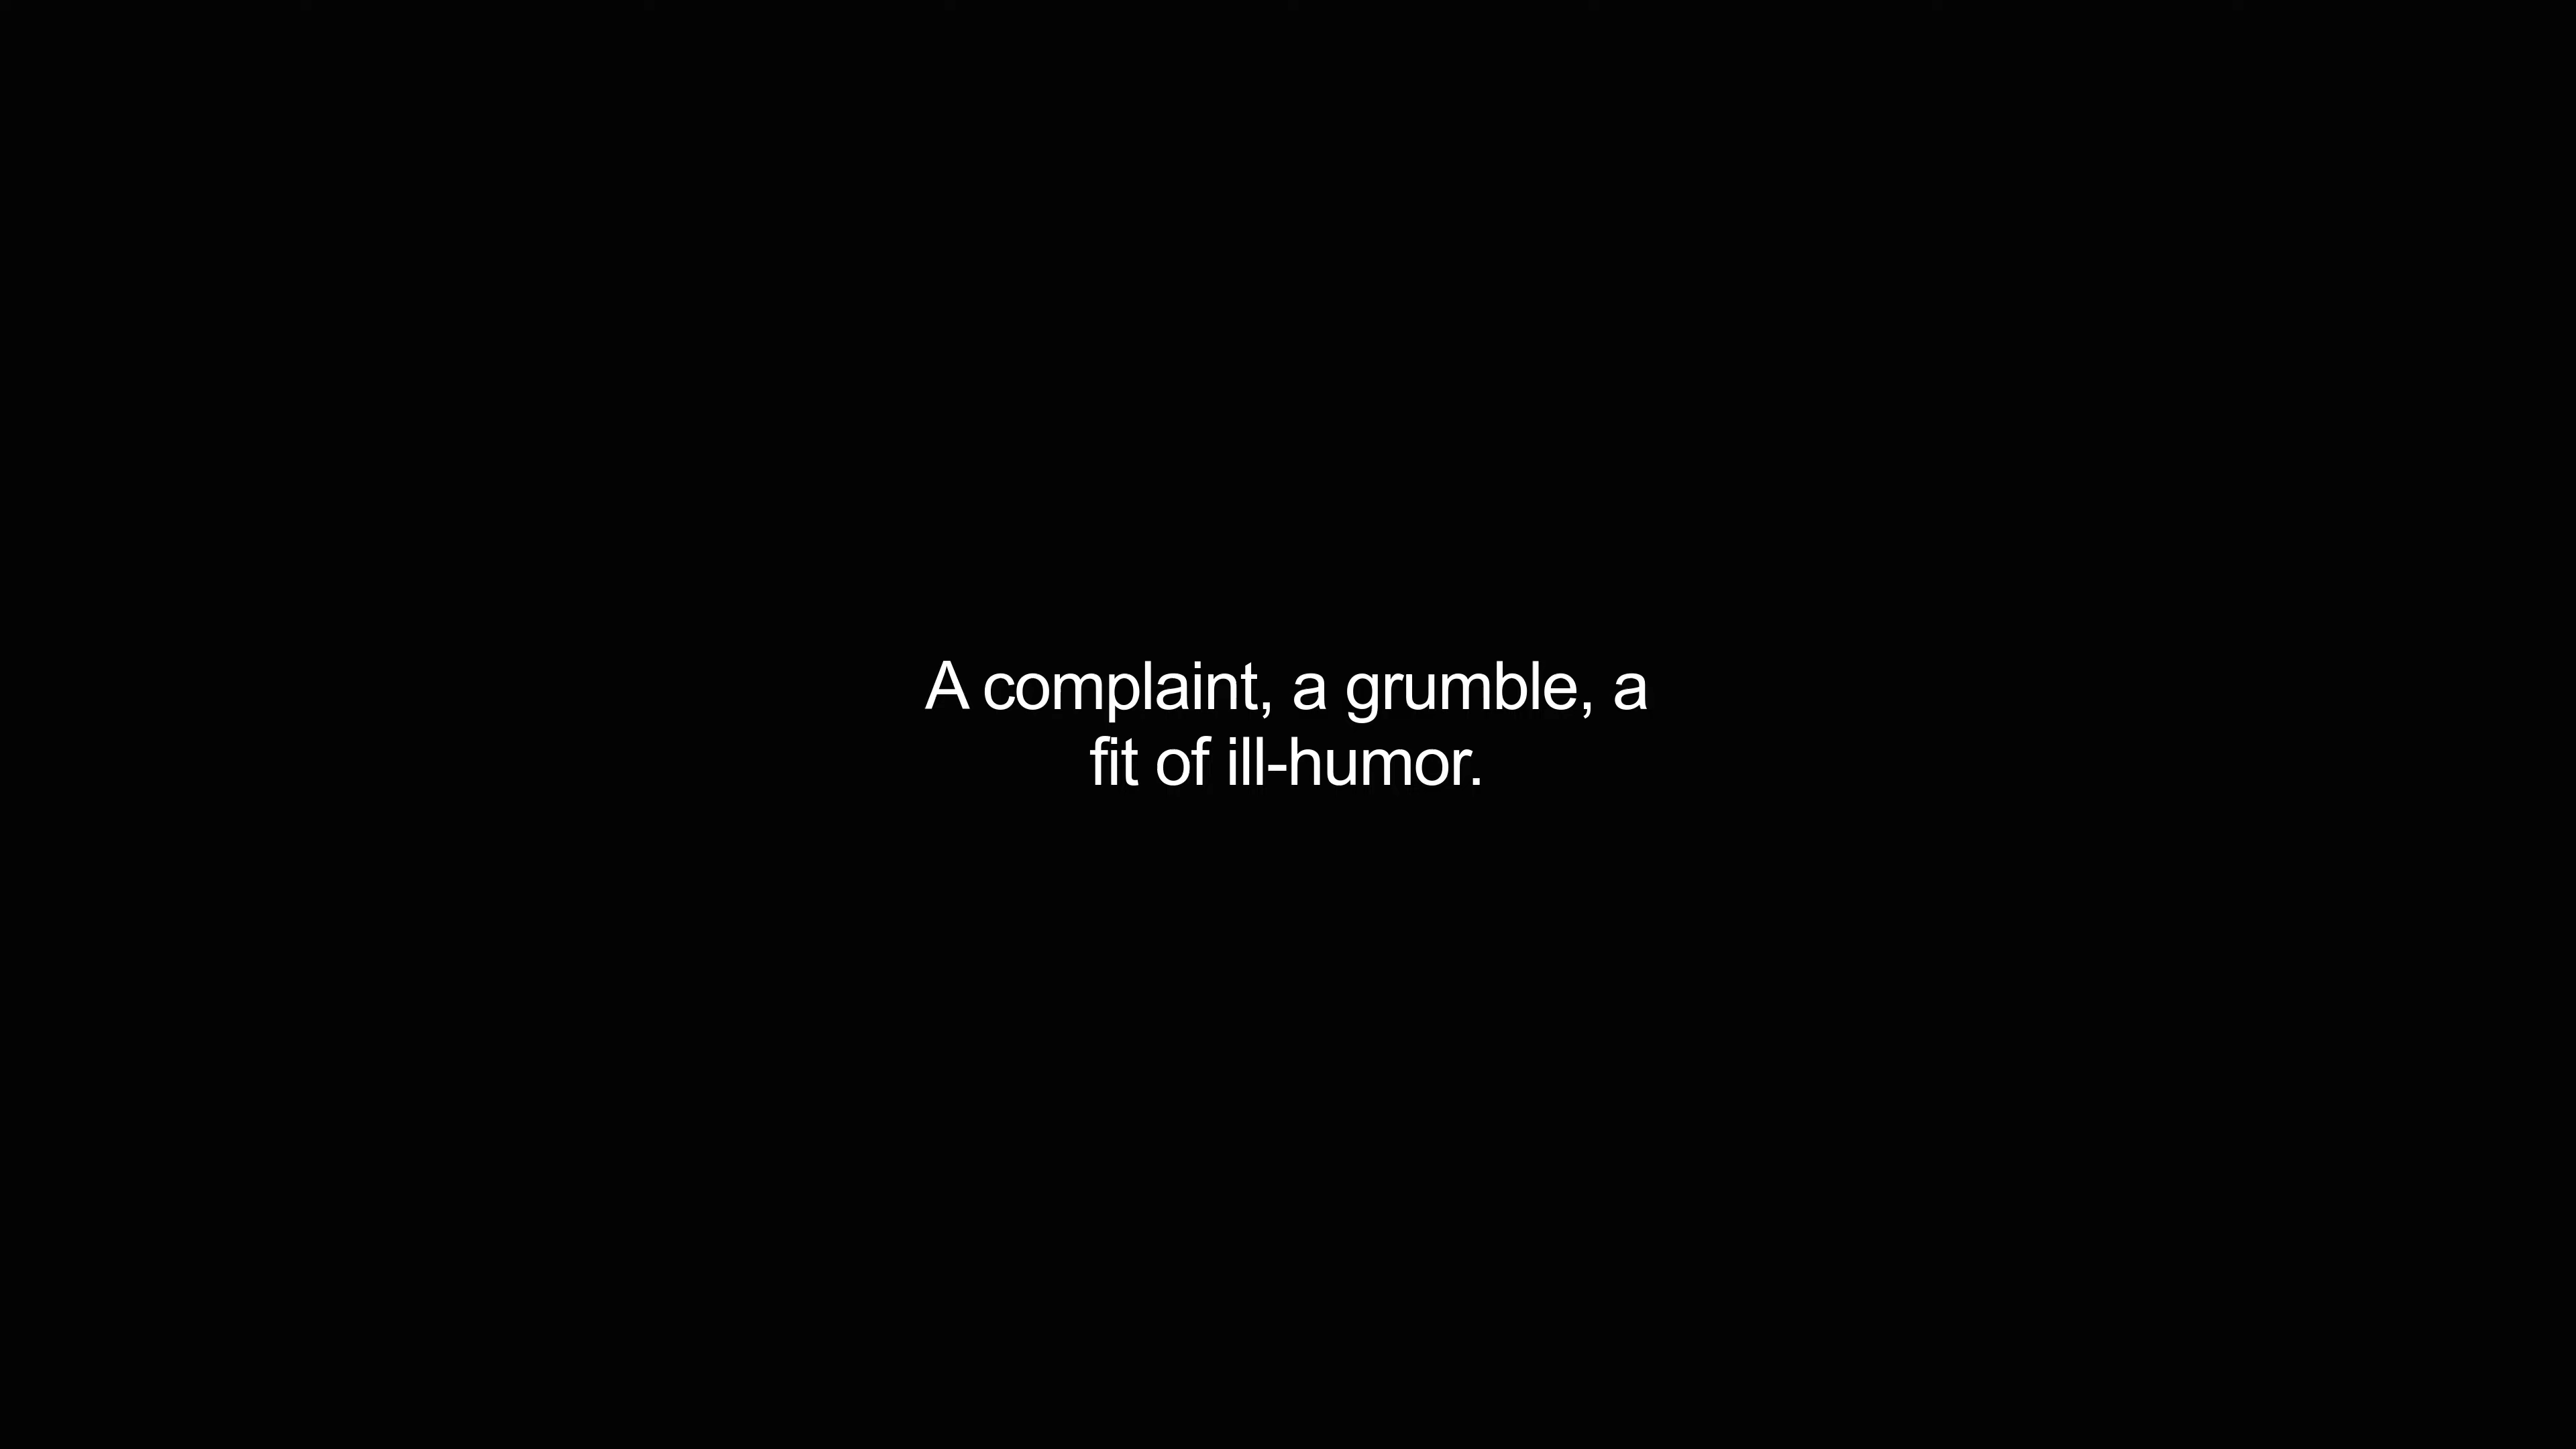 A complaint, a grumble, a
fit of ill-humor.